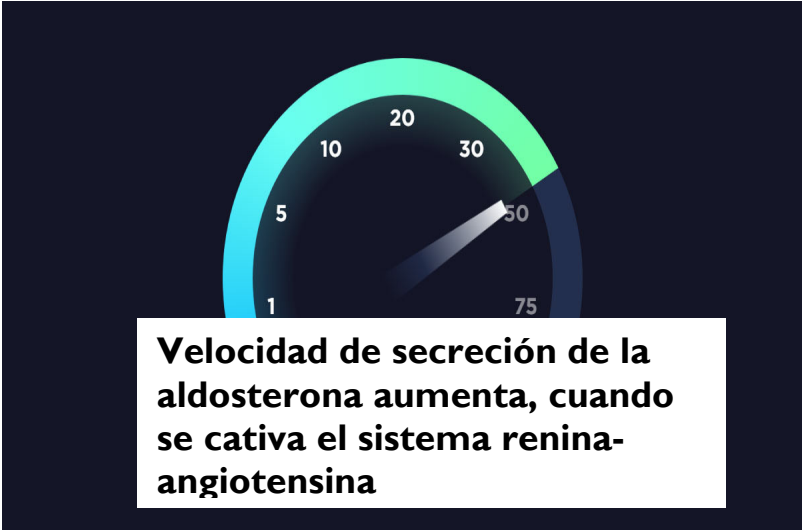 20
10
30
5
50
1
75
Velocidad de secreción de la
aldosterona aumenta, cuando
se cativa el sistema renina-
angiotensina